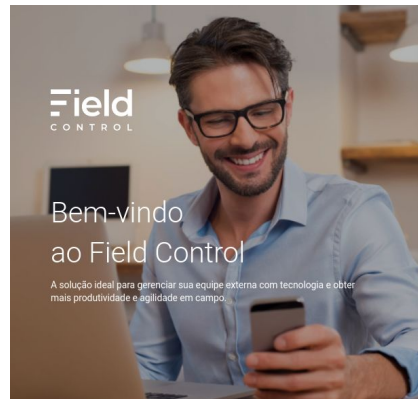 Field
CONTROL
Bem-vindo
ao Field Control
A solução ideal para gerenciar sua equipe externa com tecnologia e obter
mais produtividade e agilidade em campo.